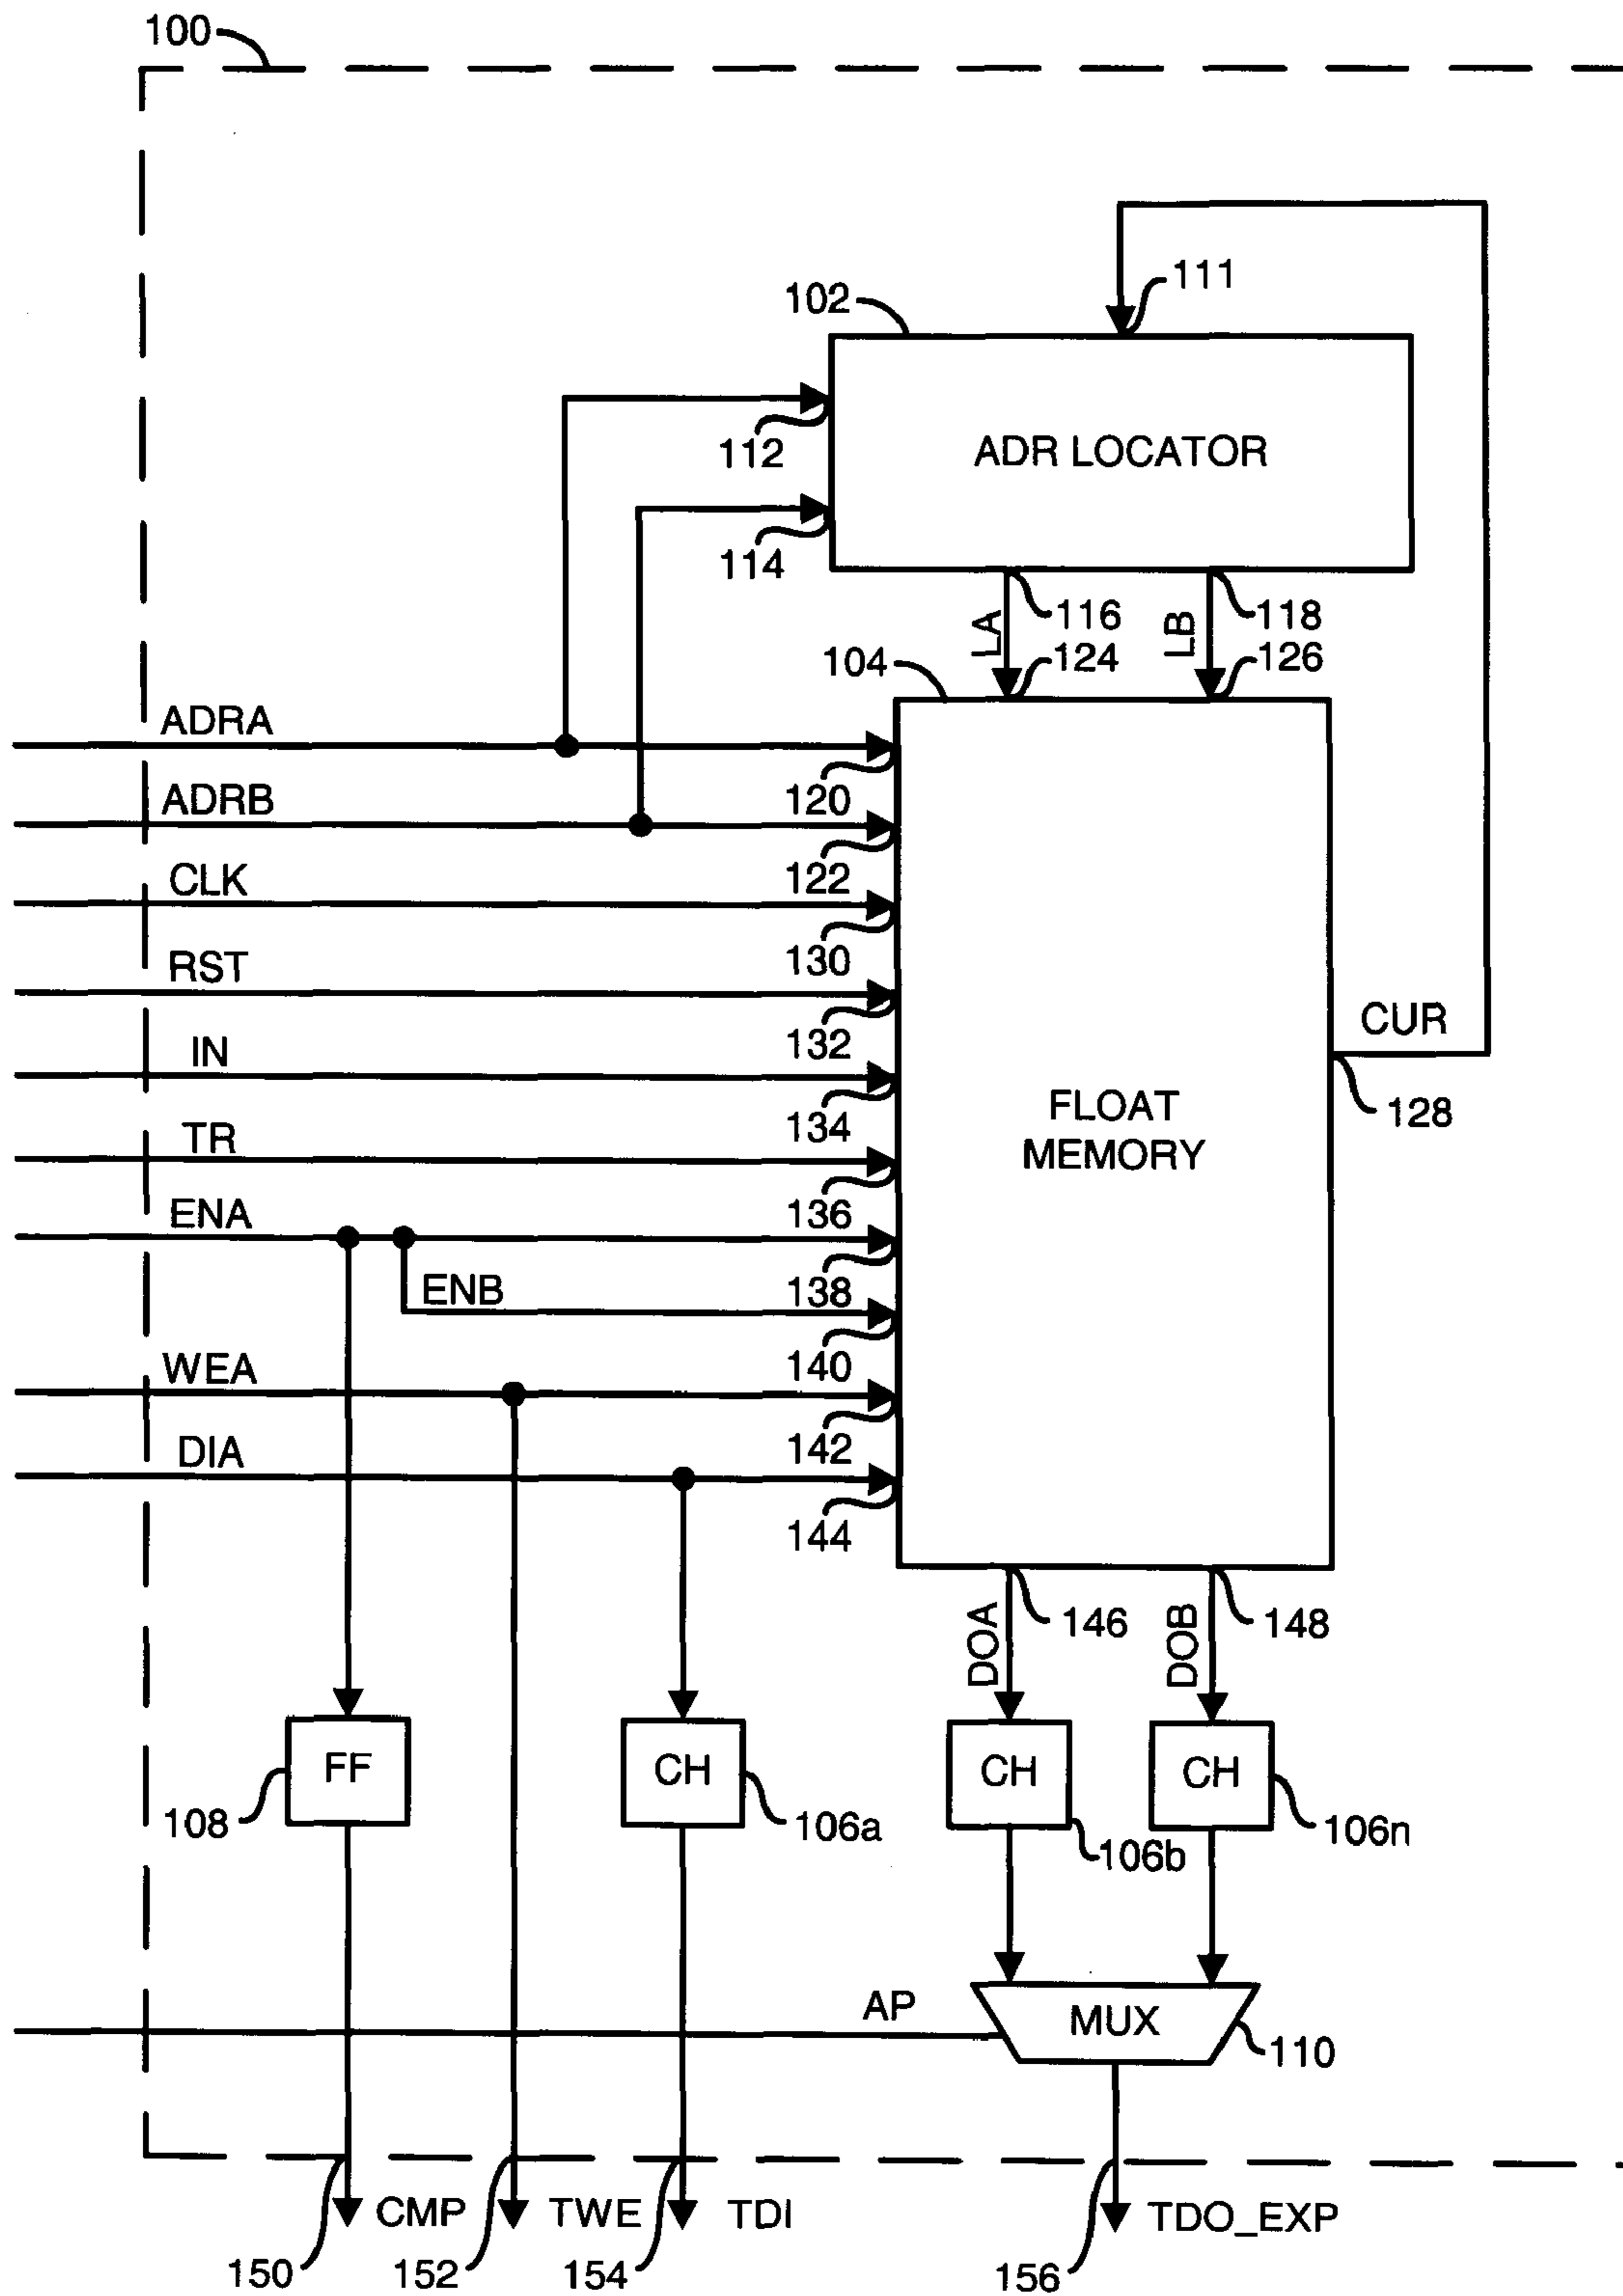 100
111
102
112
ADR LOCATOR
114
116
118
LA
LB
124
126
104
ADRA
120
ADRB
122
CLK
130
RST
132
CUR
IN
134
128
FLOAT
MEMORY
TR
136
ENA
138
ENB
140
WEA
142
DIA
144
146
148
DOA
DOB
FF
CH
CH
CH
108
106a
106b
106n
AP
MUX
110
CMP
TWE
TDI
TDO_EXP
150
152
154
156